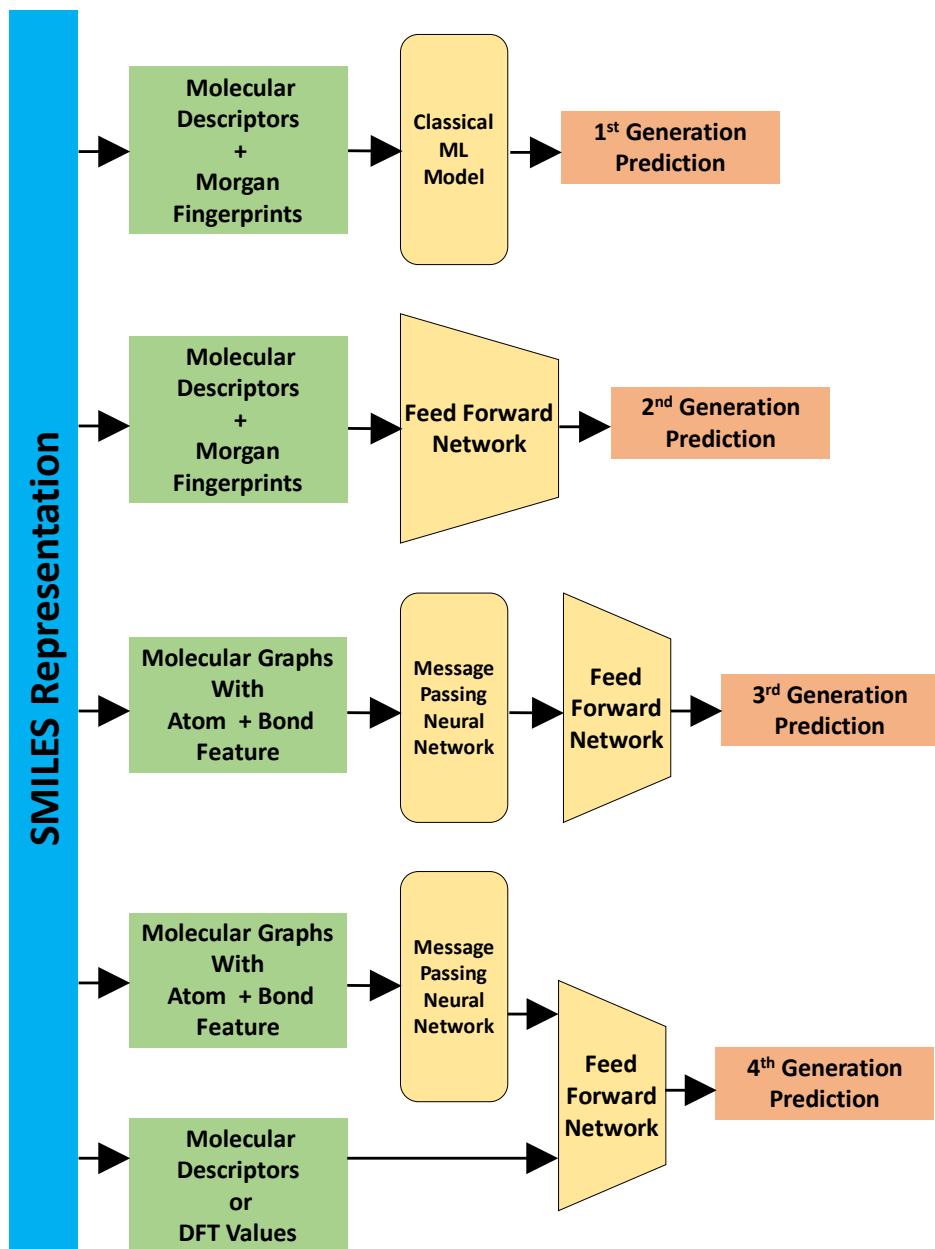 SMILES Representation
Molecular
Descriptors
+
Morgan
Fingerprints
Classical
ML
Model
1st Generation
Prediction
Molecular
Descriptors
+
Morgan
Fingerprints
Feed Forward
Network
2nd Generation
Prediction
Molecular Graphs
With
Atom + Bond
Feature
Message
Passing
Neural
Network
Feed
Forward
Network
3rd Generation
Prediction
Molecular Graphs
With
Atom + Bond
Feature
Message
Passing
Neural
Network
Molecular
Descriptors
or
DFT Values
Feed
Forward
Network
4th Generation
Prediction